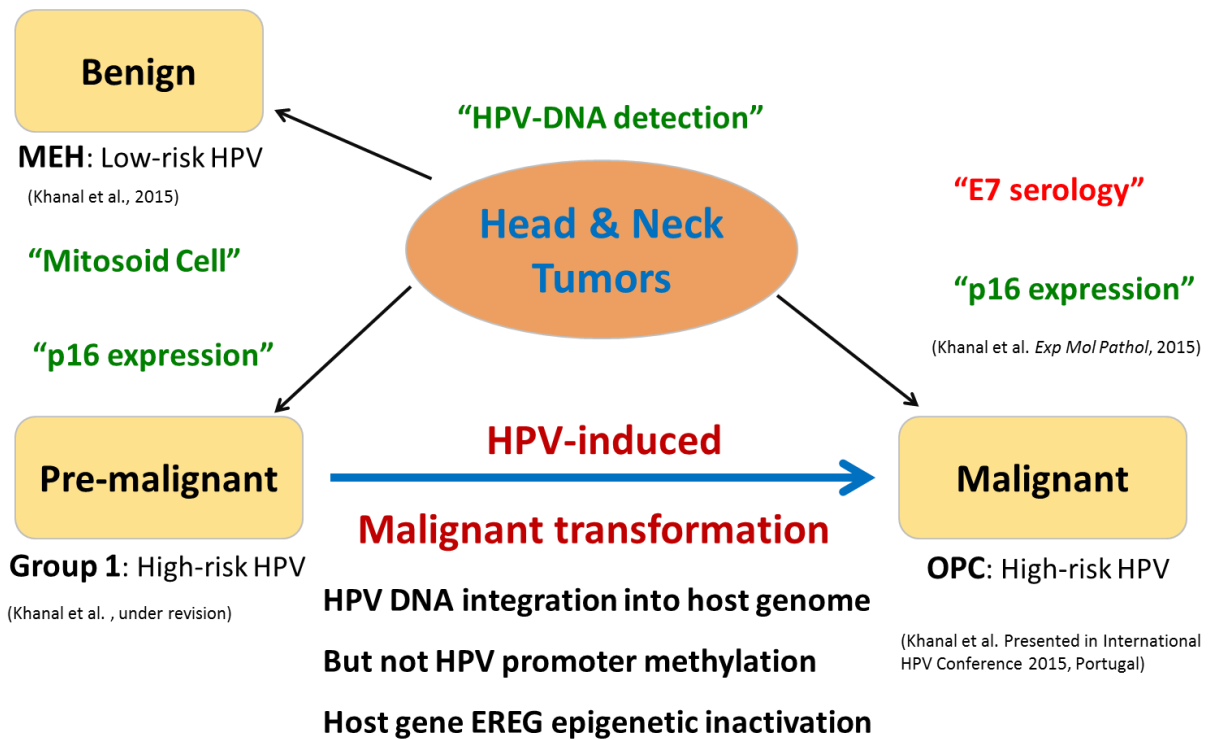 Benign
MEH: Low-risk HPV
(Khanal et al., 2015)
“HPV-DNA detection”
Head & Neck
Tumors
“E7 serology”
“Mitosoid Cell”
“p16 expression”
“p16 expression”
(Khanal et al. Exp Mol Pathol, 2015)
Pre-malignant
Group 1: High-risk HPV
(Khanal et al. , under revision)
HPV-induced
Malignant transformation
HPV DNA integration into host genome
But not HPV promoter methylation
Host gene EREG epigenetic inactivation
Malignant
OPC: High-risk HPV
(Khanal et al. Presented in International
HPV Conference 2015, Portugal)